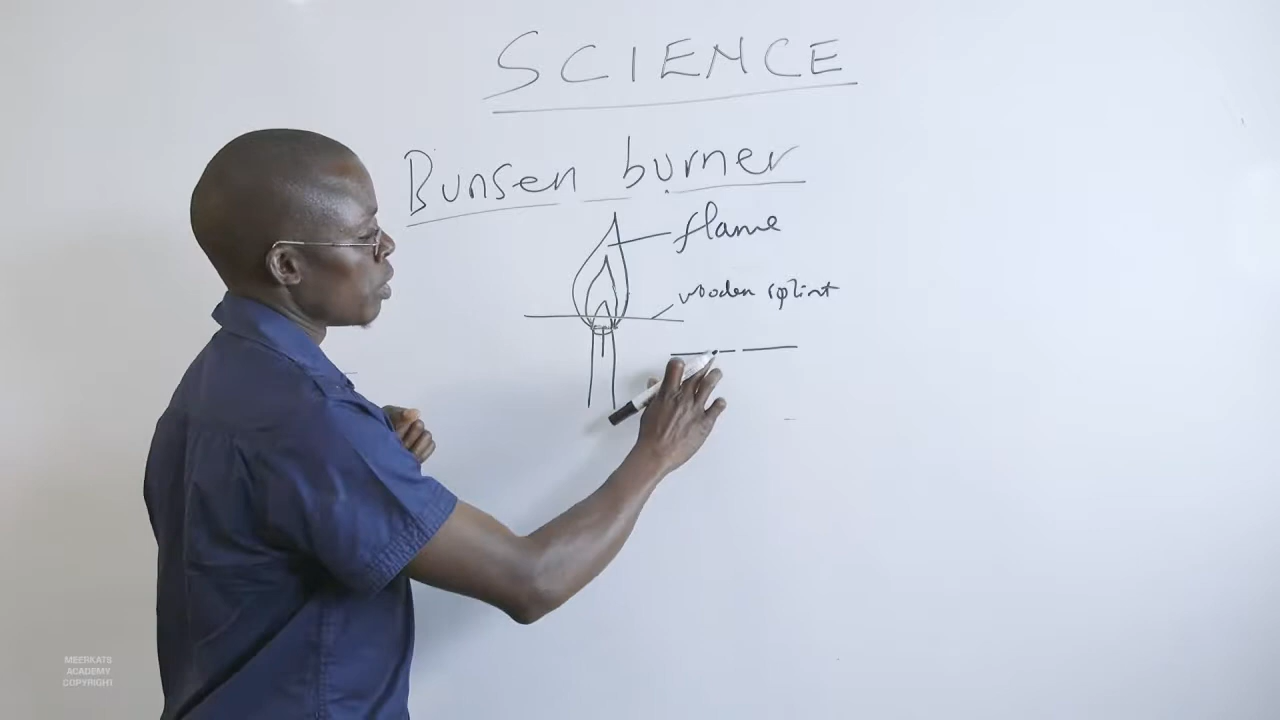 SCIENCE
Bunsen burner
flame
wooden splint
MEERKATS
ACADEMY
COPYRIGHT